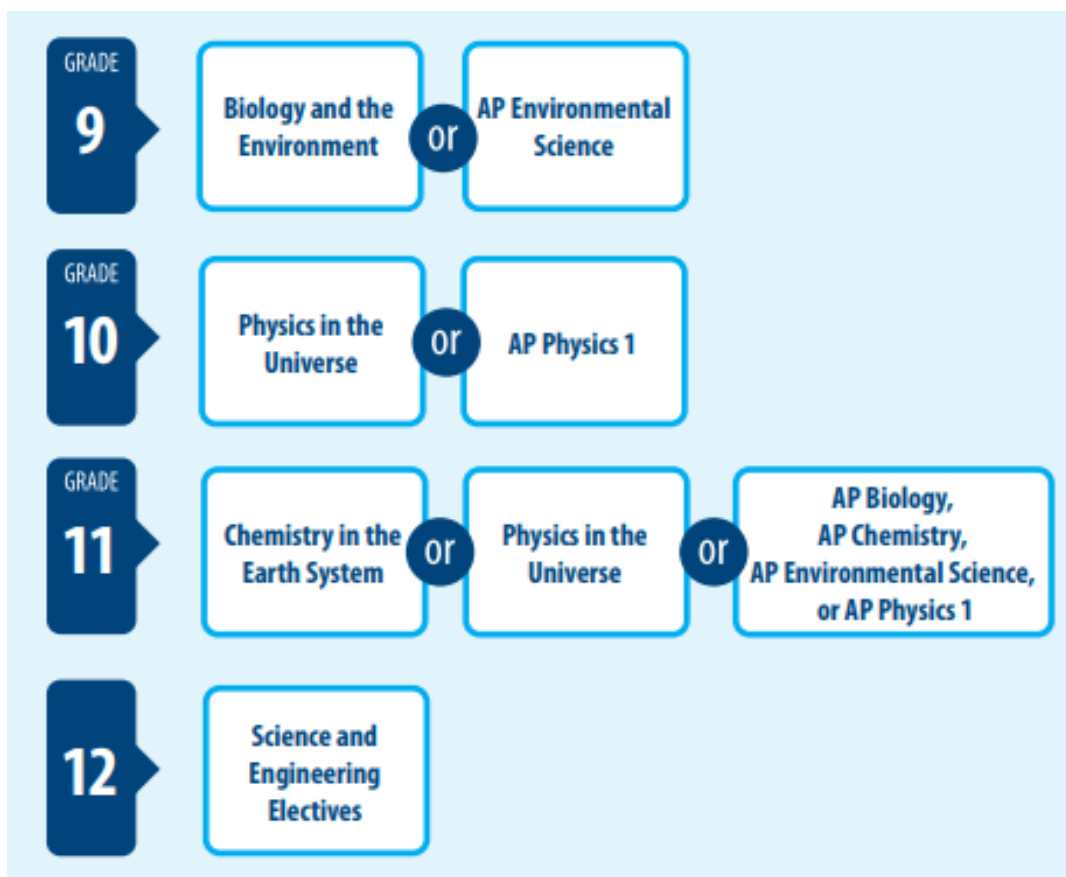 GRADE
9
Biology and the
Environment
or
AP Environmental
Science
GRADE
10
Physics in the
Universe
or
AP Physics 1
GRADE
11
Chemistry in the
Earth System
or
Physics in the
Universe
or
AP Biology,
AP Chemistry,
AP Environmental Science,
or AP Physics 1
12
Science and
Engineering
Electives